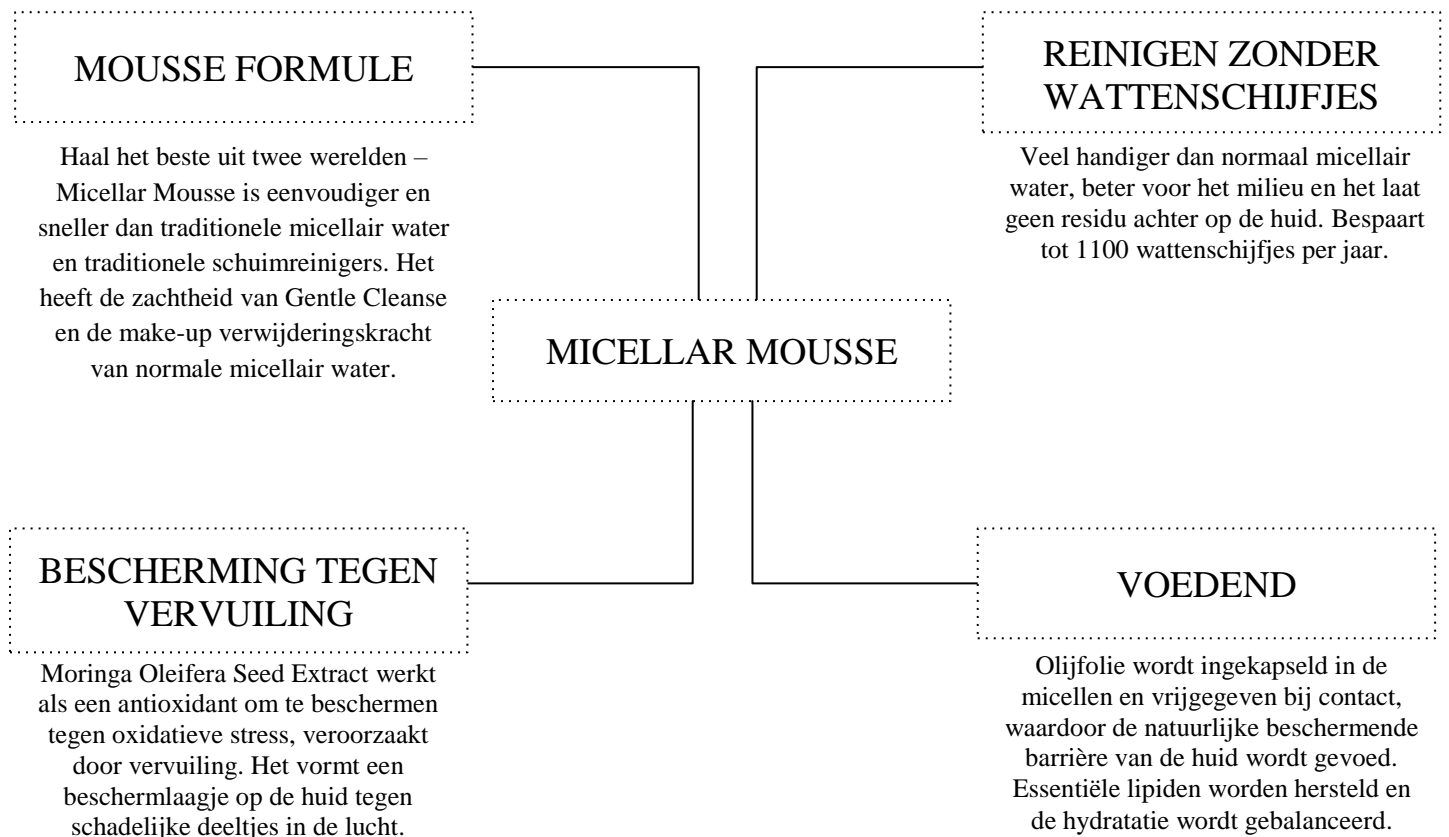 MOUSSE FORMULE
Haal het beste uit twee werelden –
Micellar Mousse is eenvoudiger en
sneller dan traditionele micellair water
en traditionele schuimreinigers. Het
heeft de zachtheid van Gentle Cleanse
en de make-up verwijderingskracht
van normale micellair water.
REINIGEN ZONDER
WATTENSCHIJFJES
Veel handiger dan normaal micellair
water, beter voor het milieu en het laat
geen residu achter op de huid. Bespaart
tot 1100 wattenschijfjes per jaar.
MICELLAR MOUSSE
BESCHERMING TEGEN
VERVUILING
Moringa Oleifera Seed Extract werkt
als een antioxidant om te beschermen
tegen oxidatieve stress, veroorzaakt
door vervuiling. Het vormt een
beschermlaagje op de huid tegen
schadelijke deeltjes in de lucht.
VOEDEND
Olijfolie wordt ingekapseld in de
micellen en vrijgegeven bij contact,
waardoor de natuurlijke beschermende
barrière van de huid wordt gevoed.
Essentiële lipiden worden hersteld en
de hydratatie wordt gebalanceerd.